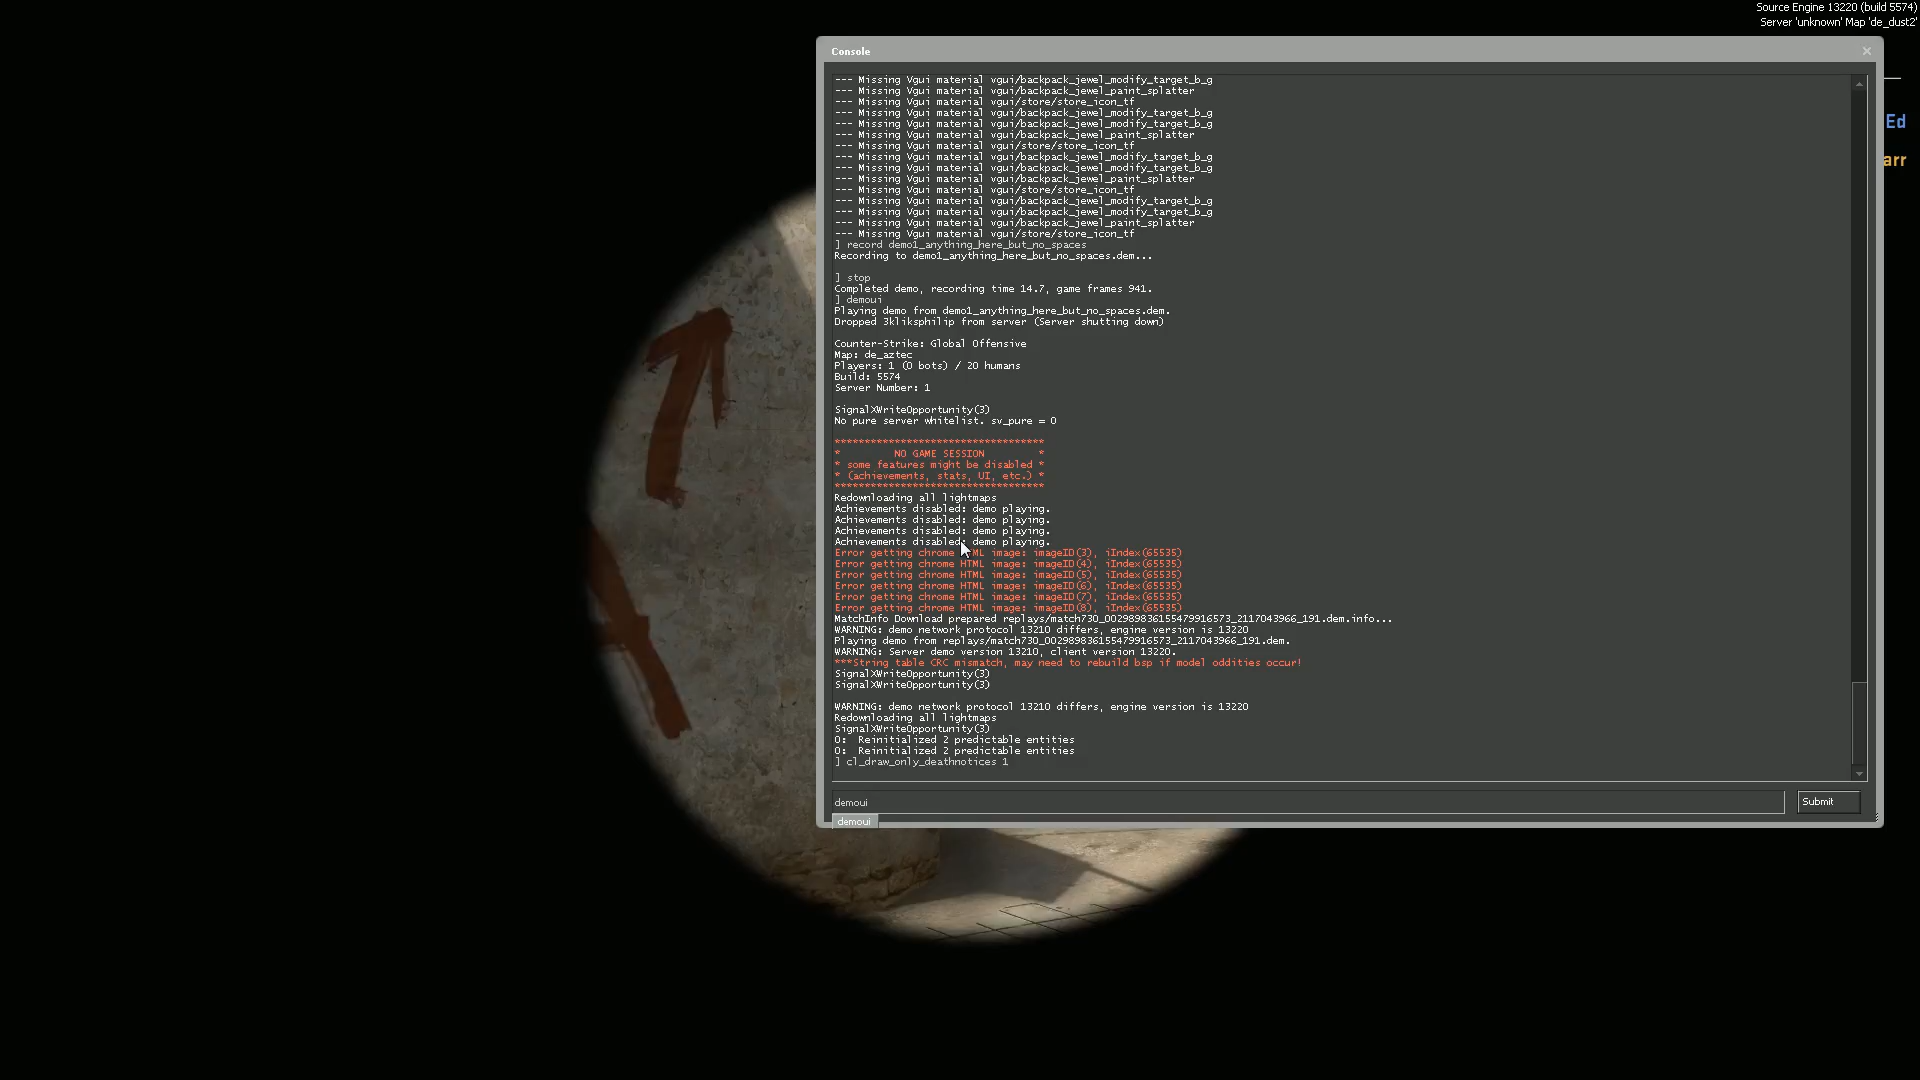 Source Engine 13220 (build 5574)
Server 'unknown' Map 'de_dust2'
Console
--- Missing Vgui material vgui/backpack_jewel_modify_target_b_g
--- Missing Vgui material vgui/backpack_jewel_paint_splatter
--- Missing Vgui material vgui/store/store_icon_tf
--- Missing Vgui material vgui/backpack_jewel_modify_target_b_g
--- Missing Vgui material vgui/backpack_jewel_modify_target_b_g
--- Missing Vgui material vgui/backpack_jewel_paint_splatter
--- Missing Vgui material vgui/store/store_icon_tf
--- Missing Vgui material vgui/backpack_jewel_modify_target_b_g
--- Missing Vgui material vgui/backpack_jewel_modify_target_b_g
--- Missing Vgui material vgui/backpack_jewel_paint_splatter
--- Missing Vgui material vgui/store/store_icon_tf
--- Missing Vgui material vgui/backpack_jewel_modify_target_b_g
--- Missing Vgui material vgui/backpack_jewel_modify_target_b_g
--- Missing Vgui material vgui/backpack_jewel_paint_splatter
--- Missing Vgui material vgui/store/store_icon_tf
] record demo1_anything_here_but_no_spaces
Recording to demo1_anything_here_but_no_spaces.dem...
] stop
Completed demo, recording time 14.7, game frames 941.
] demoui
Playing demo from demo1_anything_here_but_no_spaces.dem.
Dropped 3kliksphilip from server (Server shutting down)
Counter-Strike: Global Offensive
Map: de_aztec
Players: 1 (0 bots) / 20 humans
Build: 5574
Server Number: 1
SignalXWriteOpportunity(3)
No pure server whitelist. sv_pure = 0
***********************************
* NO GAME SESSION *
* some features might be disabled *
* (achievements, stats, UI, etc.) *
***********************************
Redownloading all lightmaps
Achievements disabled: demo playing.
Achievements disabled: demo playing.
Achievements disabled: demo playing.
Achievements disabled: demo playing.
Error getting chrome HTML image: imageID(3), iIndex(65535)
Error getting chrome HTML image: imageID(4), iIndex(65535)
Error getting chrome HTML image: imageID(5), iIndex(65535)
Error getting chrome HTML image: imageID(6), iIndex(65535)
Error getting chrome HTML image: imageID(7), iIndex(65535)
Error getting chrome HTML image: imageID(8), iIndex(65535)
MatchInfo Download prepared replays/match730_002989836155479916573_2117043966_191.dem.info...
WARNING: demo network protocol 13210 differs, engine version is 13220
Playing demo from replays/match730_002989836155479916573_2117043966_191.dem.
WARNING: Server demo version 13210, client version 13220.
***String table CRC mismatch, may need to rebuild bsp if model oddities occur!
SignalXWriteOpportunity(3)
SignalXWriteOpportunity(3)
WARNING: demo network protocol 13210 differs, engine version is 13220
Redownloading all lightmaps
SignalXWriteOpportunity(3)
0: Reinitialized 2 predictable entities
0: Reinitialized 2 predictable entities
] cl_draw_only_deathnotices 1
demoui
Submit
demoui
Ed
arr